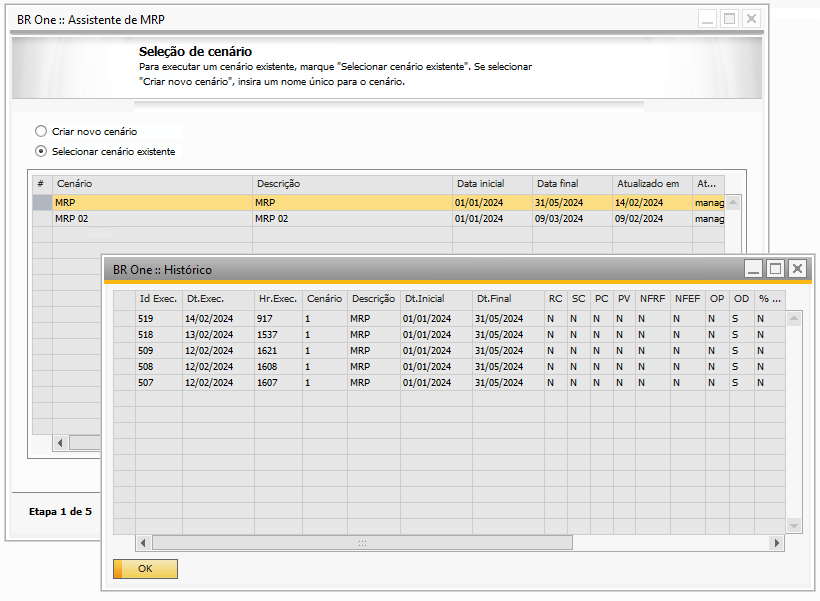 BR One :: Assistente de MRP
Seleção de cenário
Para executar um cenário existente, marque "Selecionar cenário existente". Se selecionar
"Criar novo cenário", insira um nome único para o cenário.
Criar novo cenário
Selecionar cenário existente
# Cenário Descrição Data inicial Data final Atualizado em At...
MRP MRP 01/01/2024 31/05/2024 14/02/2024 manag
MRP 02 MRP 02 01/01/2024 09/03/2024 09/02/2024 manag
Etapa 1 de 5
BR One :: Histórico
Id Exec. Dt.Exec. Hr.Exec. Cenário Descrição Dt.Inicial Dt.Final RC SC PC PV NFRF NFEF OP OD % ...
519 14/02/2024 917 1 MRP 01/01/2024 31/05/2024 N N N N N N N S N
518 13/02/2024 1537 1 MRP 01/01/2024 31/05/2024 N N N N N N N S N
509 12/02/2024 1621 1 MRP 01/01/2024 31/05/2024 N N N N N N N S N
508 12/02/2024 1608 1 MRP 01/01/2024 31/05/2024 N N N N N N N S N
507 12/02/2024 1607 1 MRP 01/01/2024 31/05/2024 N N N N N N N S N
OK